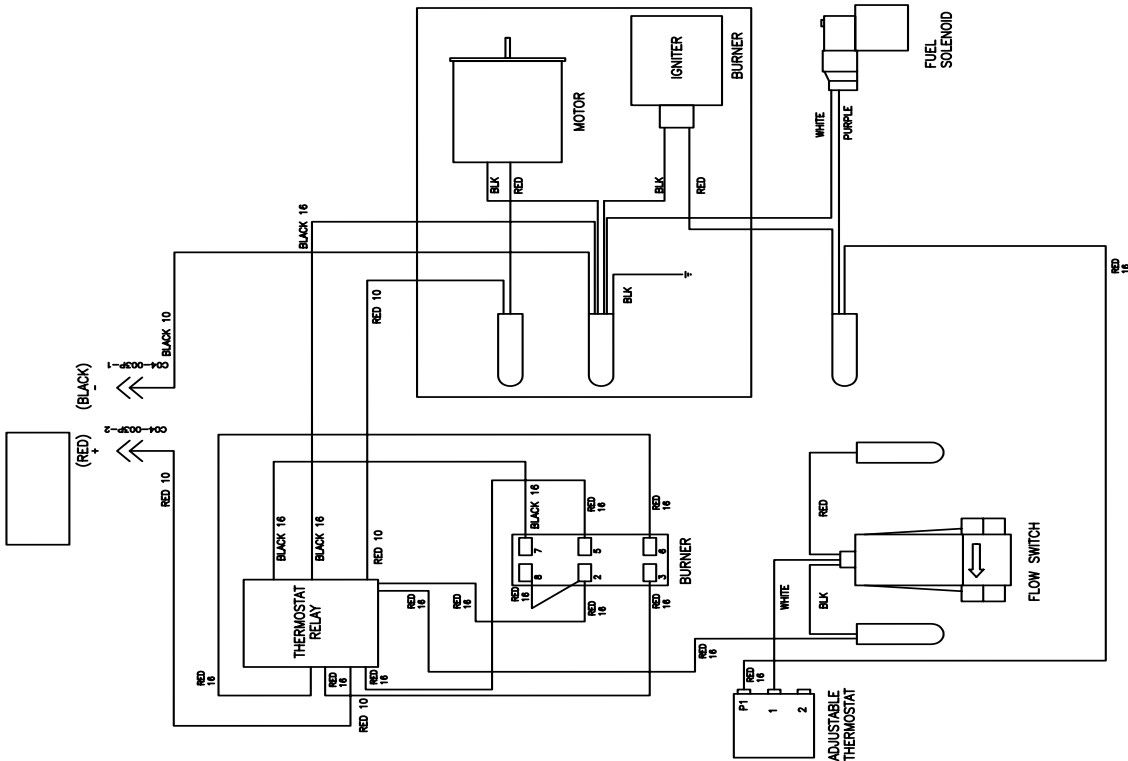 (RED)
+
(BLACK)
-
C04-003P-2
C04-003P-1
RED 10
BLACK 10
BLACK 16
RED 10
MOTOR
BLK
RED
IGNITER
BURNER
BLK
RED
BLK
FUEL
SOLENOID
WHITE
PURPLE
RED
16
BLACK 16
BLACK 16
RED 10
THERMOSTAT
RELAY
RED
16
RED
16
RED
16
RED 10
RED
16
RED
16
BLACK 16
RED
16
RED
16
7
5
6
8
2
3
RED
16
RED
16
RED
16
BURNER
RED
16
RED
WHITE
BLK
FLOW SWITCH
RED
16
P1
1
2
ADJUSTABLE
THERMOSTAT